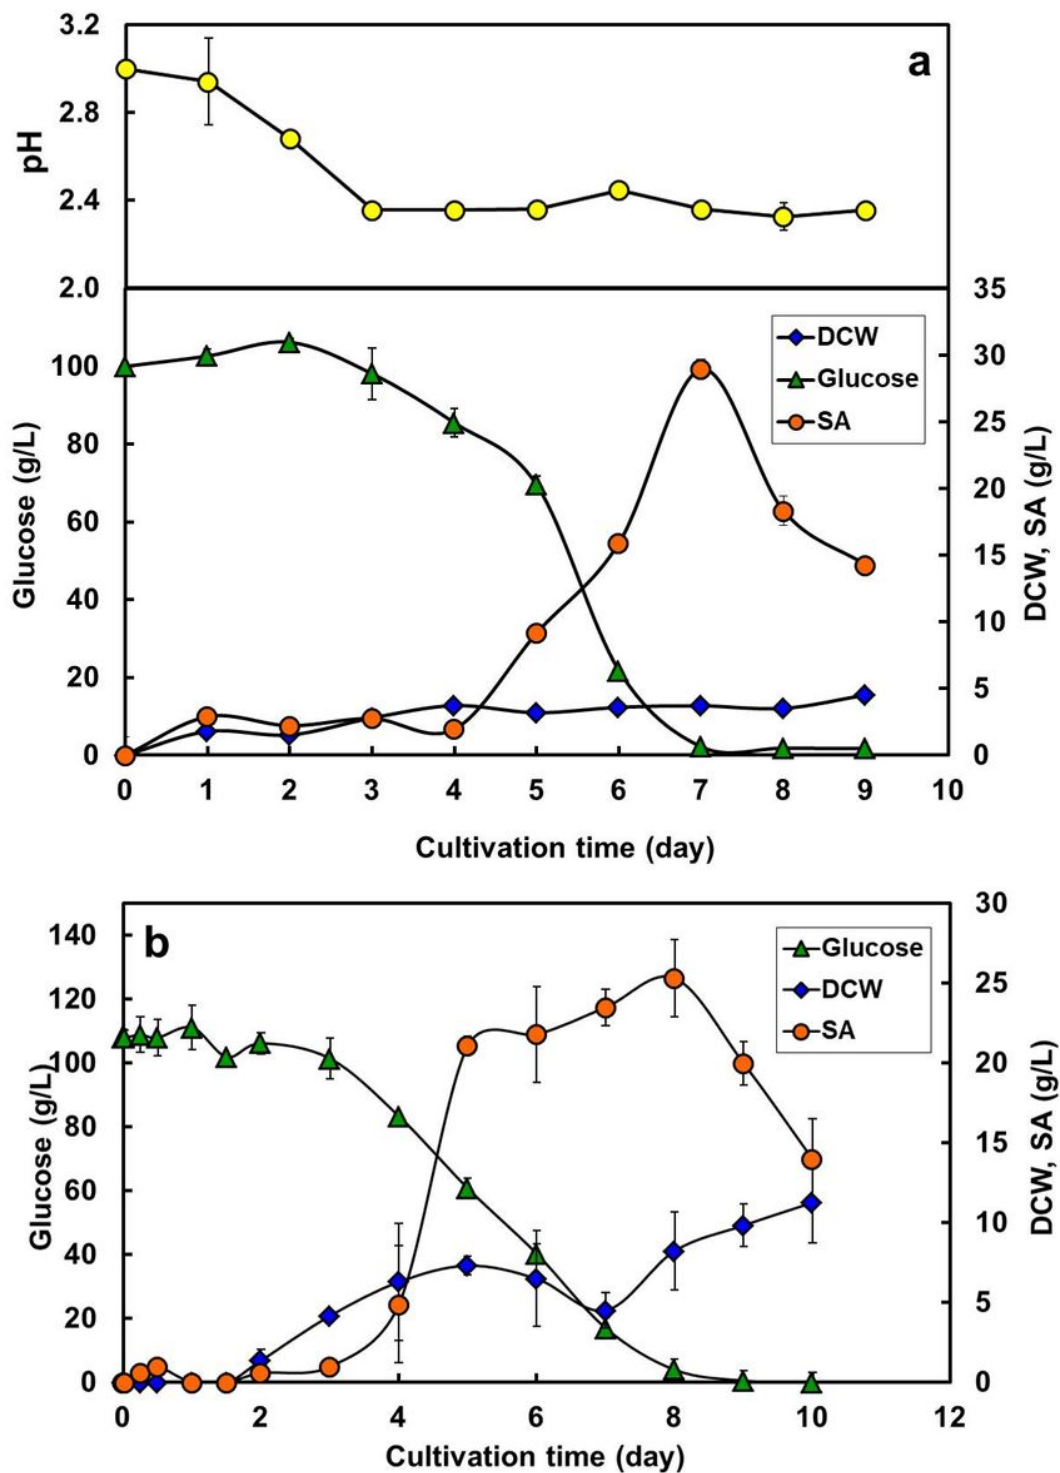 a
3.2
2.8
2.4
2.0
pH
35
30
25
20
15
10
5
0
DCW, SA (g/L)
100
80
60
40
20
0
Glucose (g/L)
DCW
Glucose
SA
0 1 2 3 4 5 6 7 8 9 10
Cultivation time (day)
b
140
120
100
80
60
40
20
0
Glucose (g/L)
30
25
20
15
10
5
0
DCW, SA (g/L)
Glucose
DCW
SA
0 2 4 6 8 10 12
Cultivation time (day)